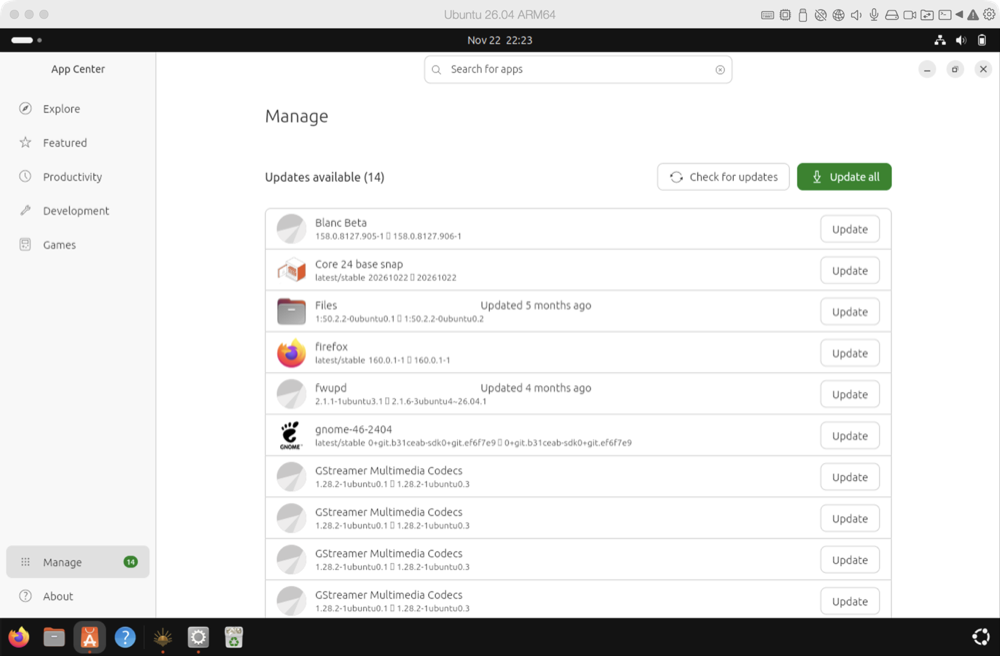 Ubuntu 26.04 ARM64
Nov 22 22:23
App Center
Search for apps
Explore
Featured
Productivity
Development
Games
Manage
14
About
Manage
Updates available (14)
Check for updates
Update all
Blanc Beta
158.0.8127.905-1 158.0.8127.906-1
Update
Core 24 base snap
latest/stable 20261022 20261022
Update
Files
Updated 5 months ago
1:50.2.2-0ubuntu0.1 1:50.2.2-0ubuntu0.2
Update
firefox
latest/stable 160.0.1-1 160.0.1-1
Update
fwupd
Updated 4 months ago
2.1.1-1ubuntu3.1 2.1.6-3ubuntu4~26.04.1
Update
GNOME
gnome-46-2404
latest/stable 0+git.b31ceab-sdk0+git.ef6f7e9 0+git.b31ceab-sdk0+git.ef6f7e9
Update
GStreamer Multimedia Codecs
1.28.2-1ubuntu0.1 1.28.2-1ubuntu0.3
Update
GStreamer Multimedia Codecs
1.28.2-1ubuntu0.1 1.28.2-1ubuntu0.3
Update
GStreamer Multimedia Codecs
1.28.2-1ubuntu0.1 1.28.2-1ubuntu0.3
Update
GStreamer Multimedia Codecs
1.28.2-1ubuntu0.1 1.28.2-1ubuntu0.3
Update